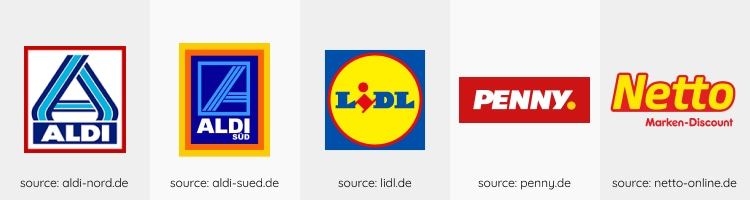 ALDI
source: aldi-nord.de
ALDI
SÜD
source: aldi-sued.de
LiDL
source: lidl.de
PENNY.
source: penny.de
Netto
Marken-Discount
source: netto-online.de